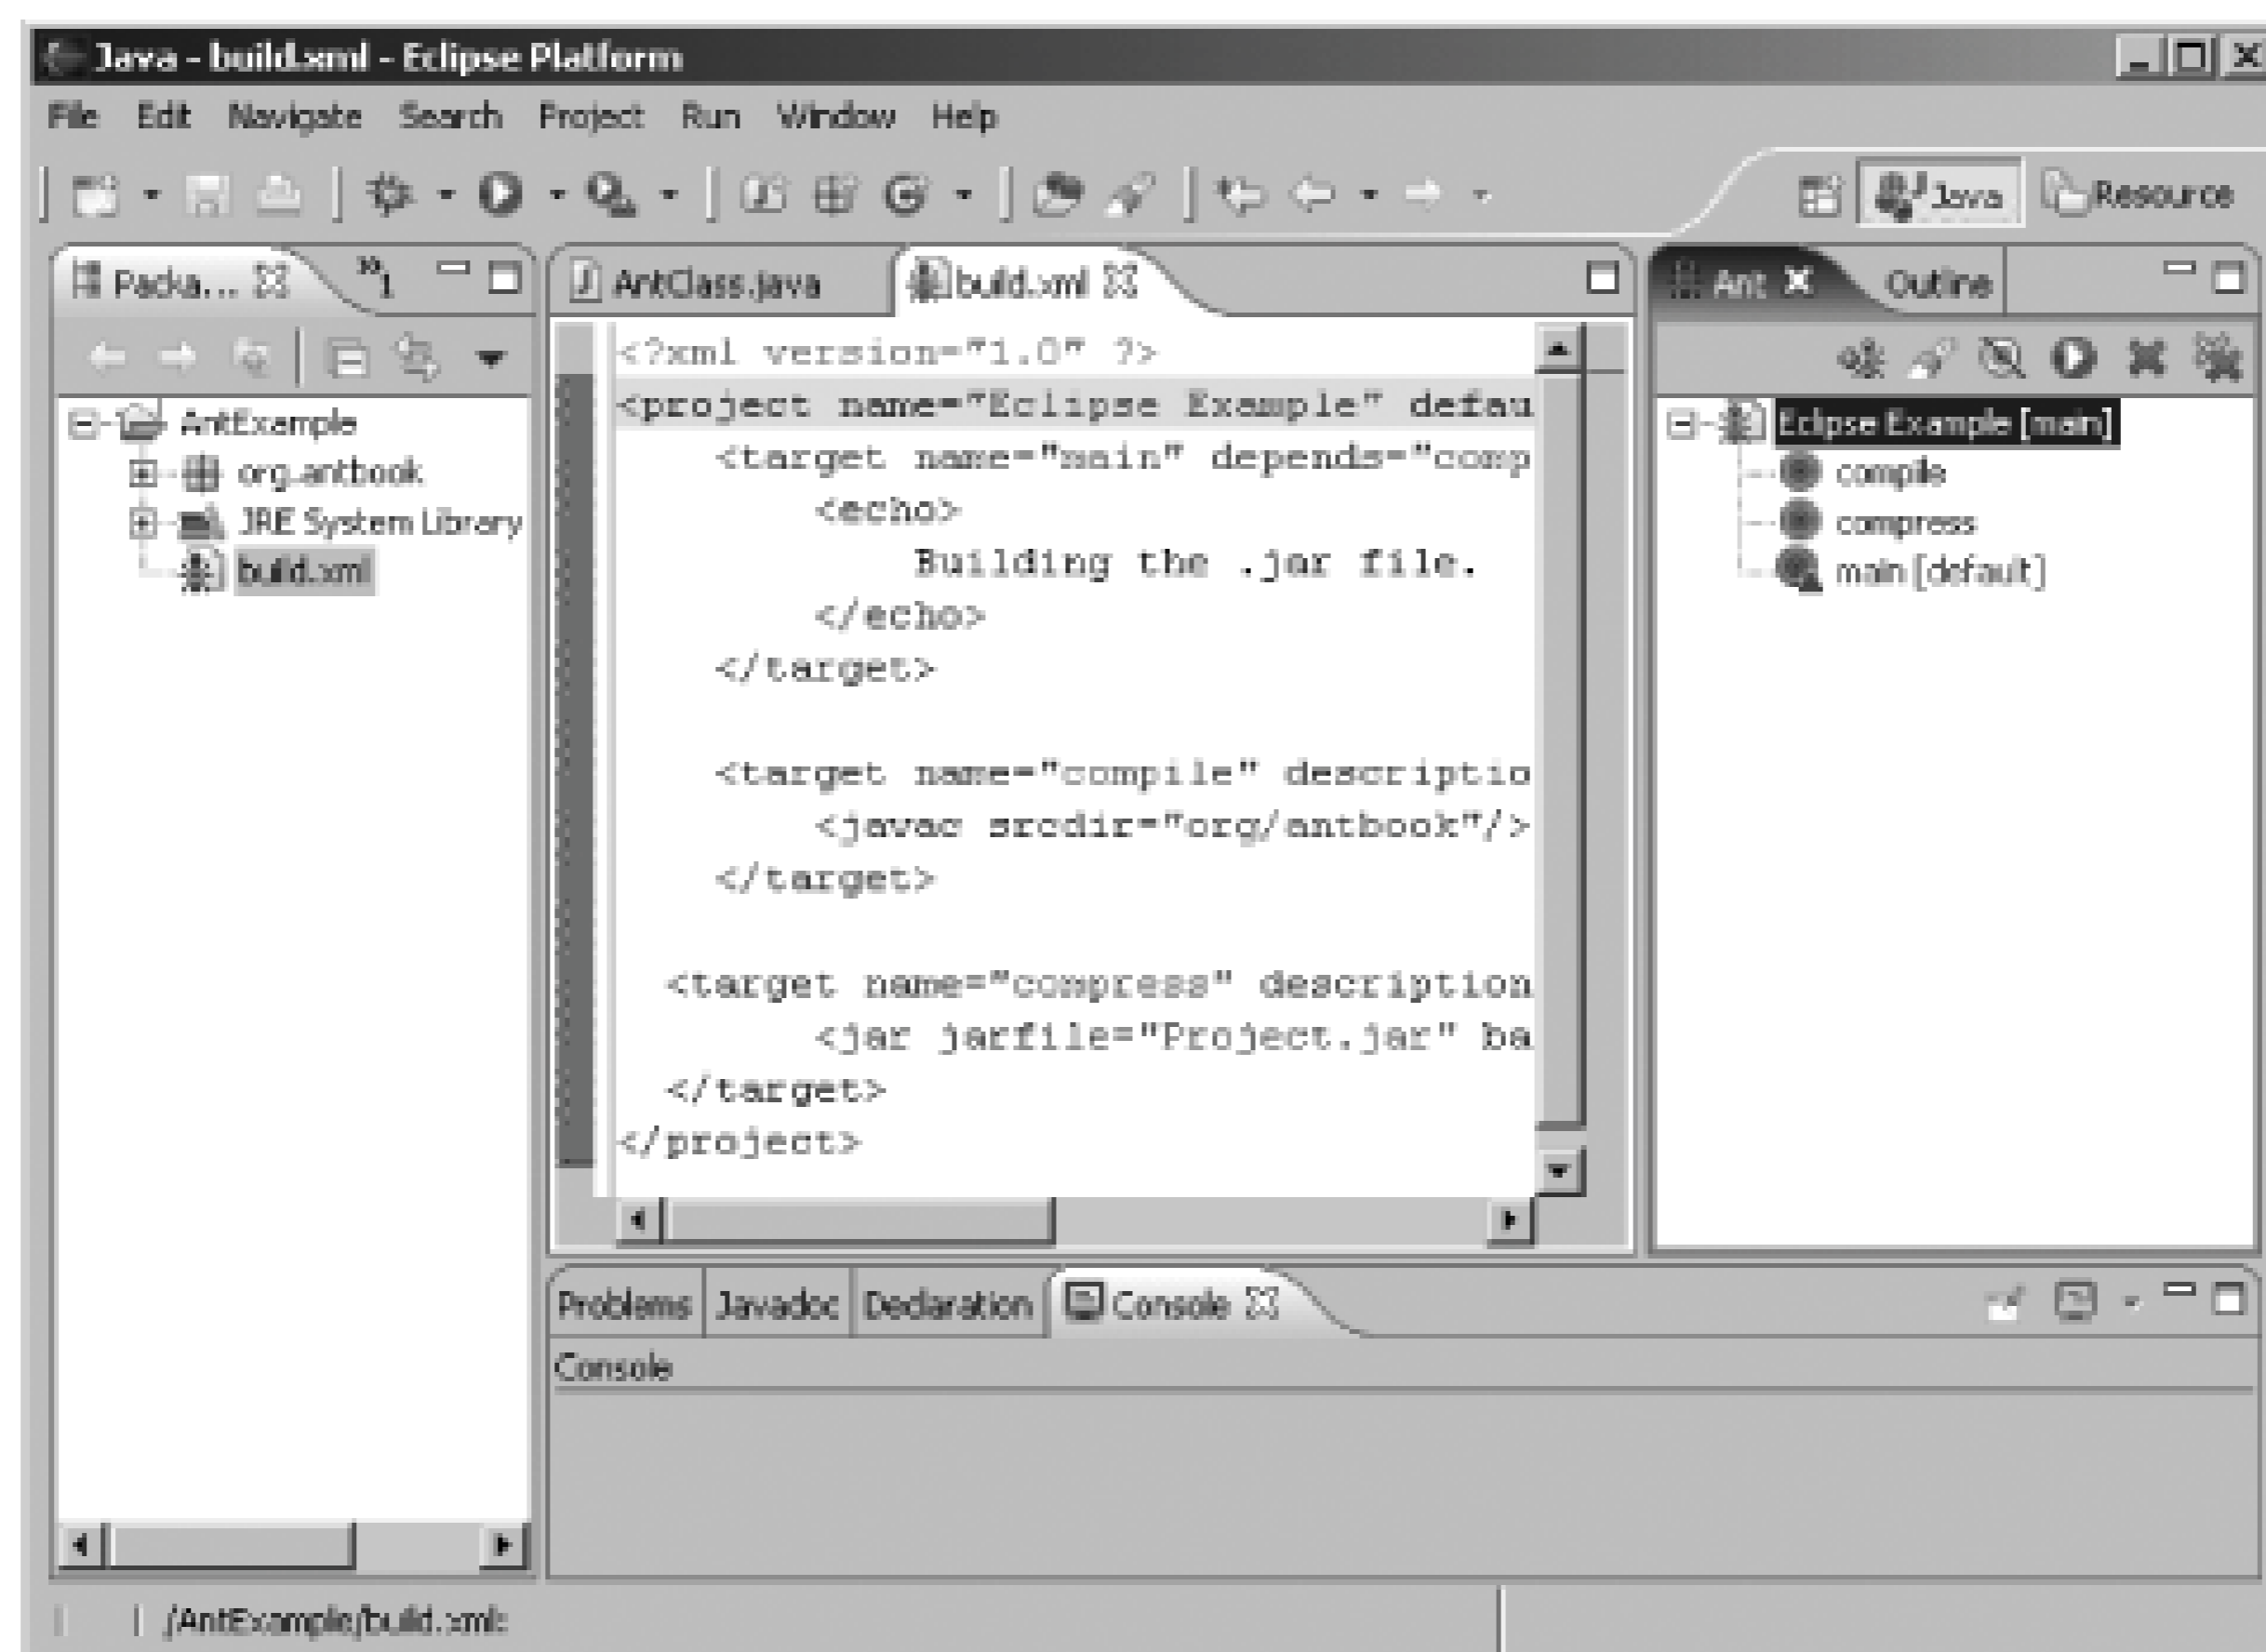 Java - build.xml - Eclipse Platform
File Edit Navigate Search Project Run Window Help
Java Resource
Packa... »1
AntExample
org.antbook
JRE System Library
build.xml
AntClass.java build.xml
<?xml version="1.0" ?>
<project name="Eclipse Example" defau
<target name="main" depends="comp
<echo>
Building the .jar file.
</echo>
</target>
<target name="compile" descriptio
<javac srcdir="org/antbook"/>
</target>
<target name="compress" description
<jar jarfile="Project.jar" ba
</target>
</project>
Ant Outline
Eclipse Example [main]
compile
compress
main [default]
Problems Javadoc Declaration Console
Console
/AntExample/build.xml: